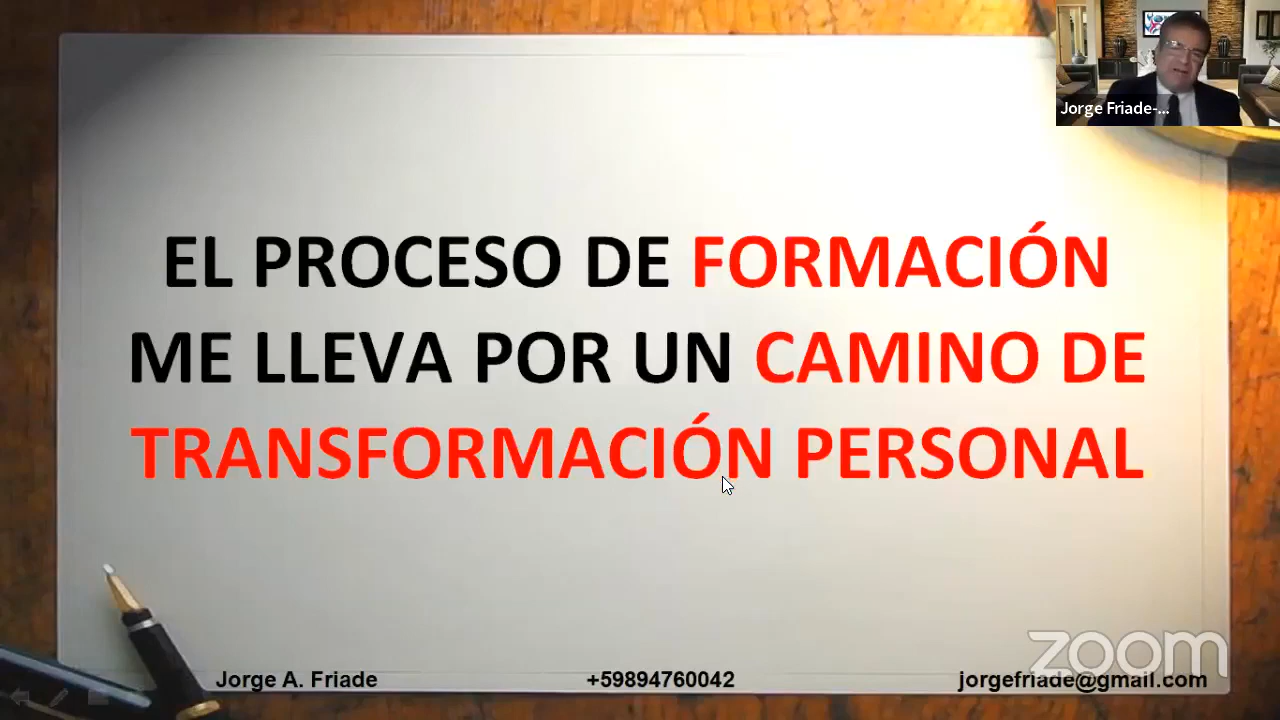 Jorge Friade-...
EL PROCESO DE FORMACIÓN
ME LLEVA POR UN CAMINO DE
TRANSFORMACIÓN PERSONAL
zoom
Jorge A. Friade +59894760042 jorgefriade@gmail.com